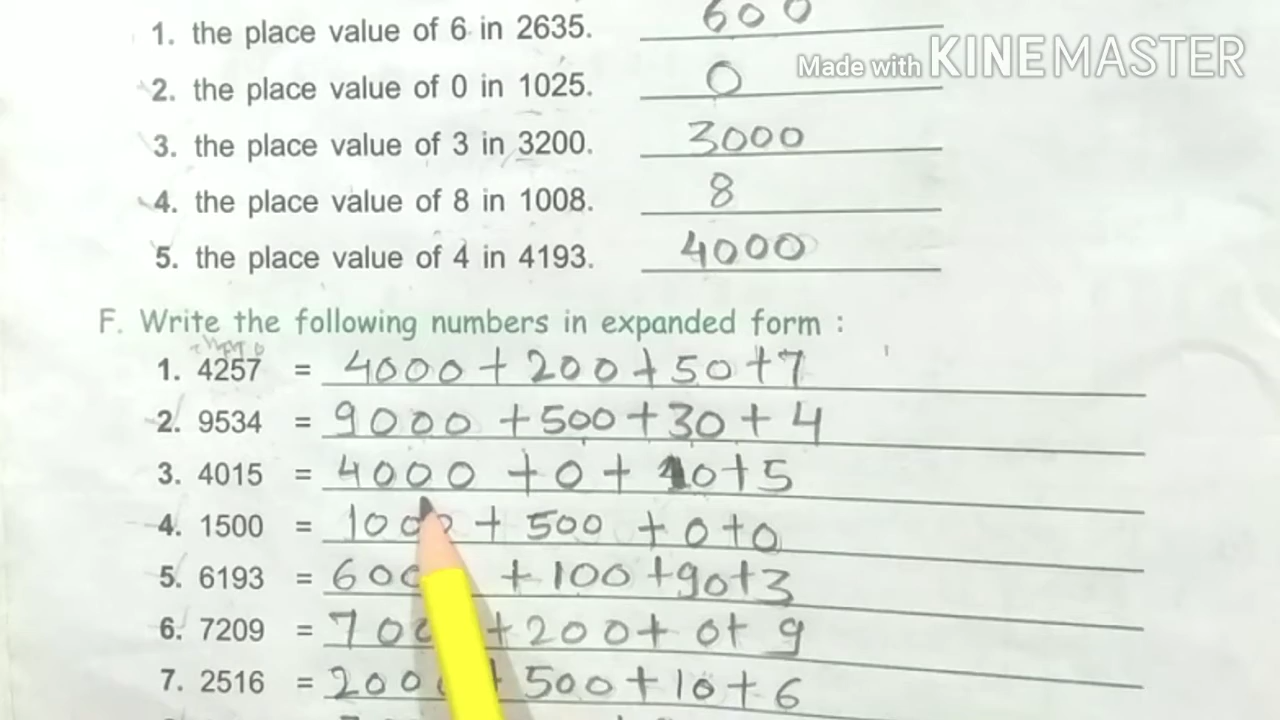 1. the place value of 6 in 2635. 600
Made with KINEMASTER
2. the place value of 0 in 1025. 0
3. the place value of 3 in 3200. 3000
4. the place value of 8 in 1008. 8
5. the place value of 4 in 4193. 4000
F. Write the following numbers in expanded form :
1. 4257 = 4000 + 200 + 50 + 7
2. 9534 = 9000 + 500 + 30 + 4
3. 4015 = 4000 + 0 + 10 + 5
4. 1500 = 1000 + 500 + 0 + 0
5. 6193 = 600 + 100 + 90 + 3
6. 7209 = 700 + 200 + 0 + 9
7. 2516 = 2000 + 500 + 10 + 6